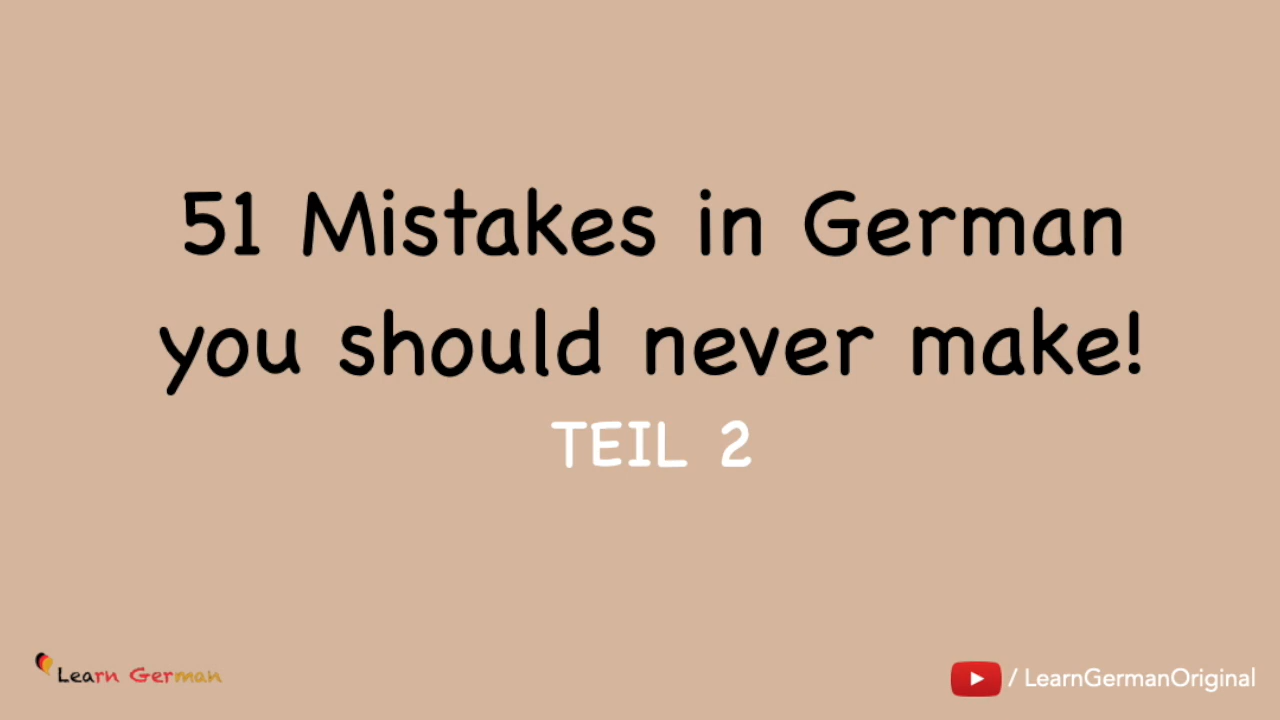 51 Mistakes in German
you should never make!
TEIL 2
Learn German
/ LearnGermanOriginal